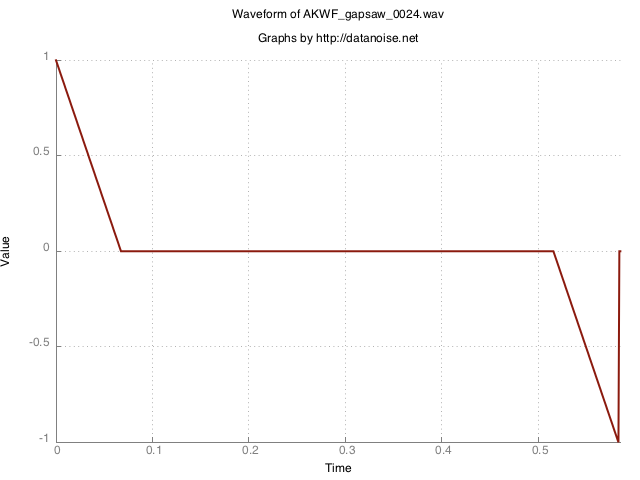 Waveform of AKWF_gapsaw_0024.wav
Graphs by http://datanoise.net
1
0.5
0
-0.5
-1
Value
0 0.1 0.2 0.3 0.4 0.5
Time